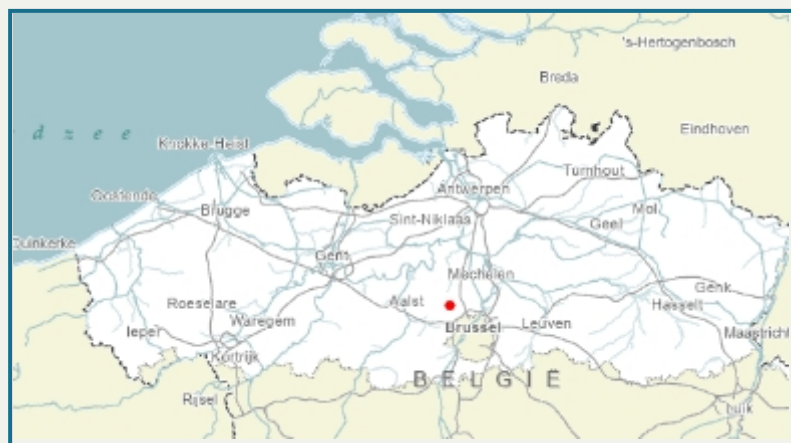 's-Hertogenbosch
Breda
d z e e
Eindhoven
Knokke-Heist
Turnhout
Antwerpen
Oostende
Mol
Brugge
Sint-Niklaas
Geel
Duinkerke
Gent
Mechelen
Genk
Roeselare
Aalst
Hasselt
Waregem
Brussel
Leuven
Ieper
Maastricht
Kortrijk
BELGIË
Rijsel
Luik